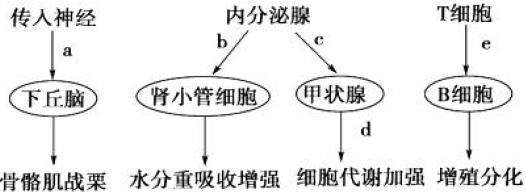 传入神经 内分泌腺 T细胞
a b c e
下丘脑 肾小管细胞 甲状腺 B细胞
d
骨骼肌战栗 水分重吸收增强 细胞代谢加强 增殖分化